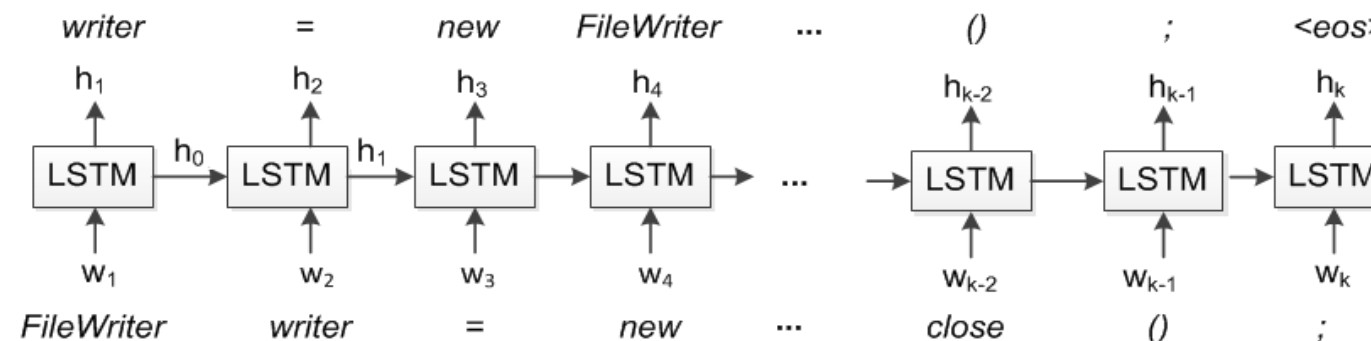 writer = new FileWriter ... () ; <eos>
h₁ h₂ h₃ h₄ hₖ₋₂ hₖ₋₁ hₖ
h₀ h₁
LSTM LSTM LSTM LSTM ... LSTM LSTM LSTM
w₁ w₂ w₃ w₄ wₖ₋₂ wₖ₋₁ wₖ
FileWriter writer = new ... close () ;